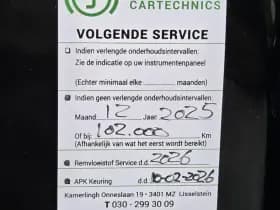 CARTECHNICS
VOLGENDE SERVICE
Indien verlengde onderhoudsintervallen:
Zie de indicatie op uw instrumentenpaneel
(Echter minimaal elke maanden)
Indien geen verlengde onderhoudsintervallen:
Maand 12 Jaar 2025
Of bij: 102.000 Km
(Afhankelijk van wat het eerst wordt bereikt)
Remvloeistof Service d.d. 2026
APK Keuring d.d. 10-02-2026
Kamerlingh Onneslaan 19 - 3401 MZ IJsselstein
T 030 - 299 30 09